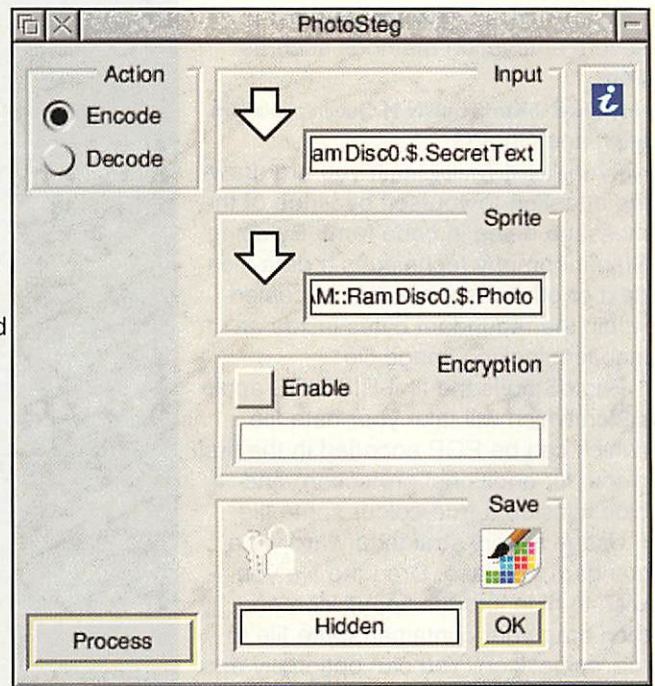 PhotoSteg
Action
Encode
Decode
Input
amDisc0.$.SecretText
Sprite
AM::RamDisc0.$.Photo
Encryption
Enable
Save
Hidden
OK
Process
i